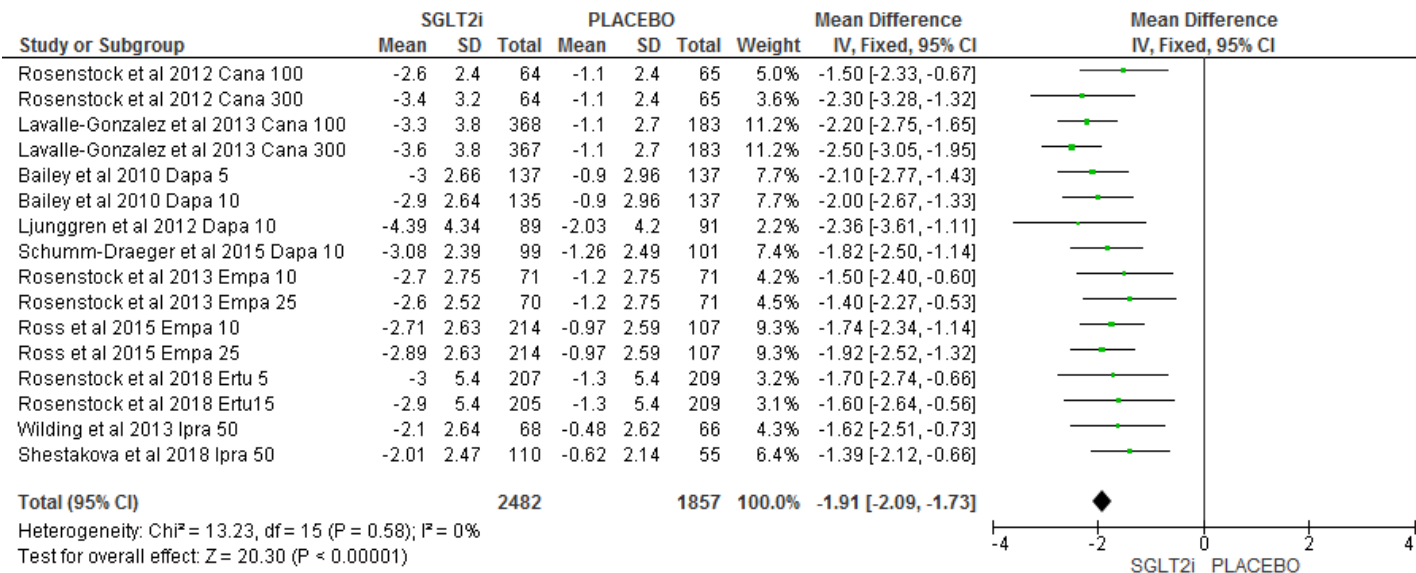 SGLT2i PLACEBO Mean Difference Mean Difference
Study or Subgroup Mean SD Total Mean SD Total Weight IV, Fixed, 95% CI IV, Fixed, 95% CI
Rosenstock et al 2012 Cana 100 -2.6 2.4 64 -1.1 2.4 65 5.0% -1.50 [-2.33, -0.67]
Rosenstock et al 2012 Cana 300 -3.4 3.2 64 -1.1 2.4 65 3.6% -2.30 [-3.28, -1.32]
Lavalle-Gonzalez et al 2013 Cana 100 -3.3 3.8 368 -1.1 2.7 183 11.2% -2.20 [-2.75, -1.65]
Lavalle-Gonzalez et al 2013 Cana 300 -3.6 3.8 367 -1.1 2.7 183 11.2% -2.50 [-3.05, -1.95]
Bailey et al 2010 Dapa 5 -3 2.66 137 -0.9 2.96 137 7.7% -2.10 [-2.77, -1.43]
Bailey et al 2010 Dapa 10 -2.9 2.64 135 -0.9 2.96 137 7.7% -2.00 [-2.67, -1.33]
Ljunggren et al 2012 Dapa 10 -4.39 4.34 89 -2.03 4.2 91 2.2% -2.36 [-3.61, -1.11]
Schumm-Draeger et al 2015 Dapa 10 -3.08 2.39 99 -1.26 2.49 101 7.4% -1.82 [-2.50, -1.14]
Rosenstock et al 2013 Empa 10 -2.7 2.75 71 -1.2 2.75 71 4.2% -1.50 [-2.40, -0.60]
Rosenstock et al 2013 Empa 25 -2.6 2.52 70 -1.2 2.75 71 4.5% -1.40 [-2.27, -0.53]
Ross et al 2015 Empa 10 -2.71 2.63 214 -0.97 2.59 107 9.3% -1.74 [-2.34, -1.14]
Ross et al 2015 Empa 25 -2.89 2.63 214 -0.97 2.59 107 9.3% -1.92 [-2.52, -1.32]
Rosenstock et al 2018 Ertu 5 -3 5.4 207 -1.3 5.4 209 3.2% -1.70 [-2.74, -0.66]
Rosenstock et al 2018 Ertu15 -2.9 5.4 205 -1.3 5.4 209 3.1% -1.60 [-2.64, -0.56]
Wilding et al 2013 Ipra 50 -2.1 2.64 68 -0.48 2.62 66 4.3% -1.62 [-2.51, -0.73]
Shestakova et al 2018 Ipra 50 -2.01 2.47 110 -0.62 2.14 55 6.4% -1.39 [-2.12, -0.66]
Total (95% CI) 2482 1857 100.0% -1.91 [-2.09, -1.73]
Heterogeneity: Chi² = 13.23, df = 15 (P = 0.58); I² = 0%
Test for overall effect: Z = 20.30 (P < 0.00001)
-4 -2 0 2 4
SGLT2i PLACEBO